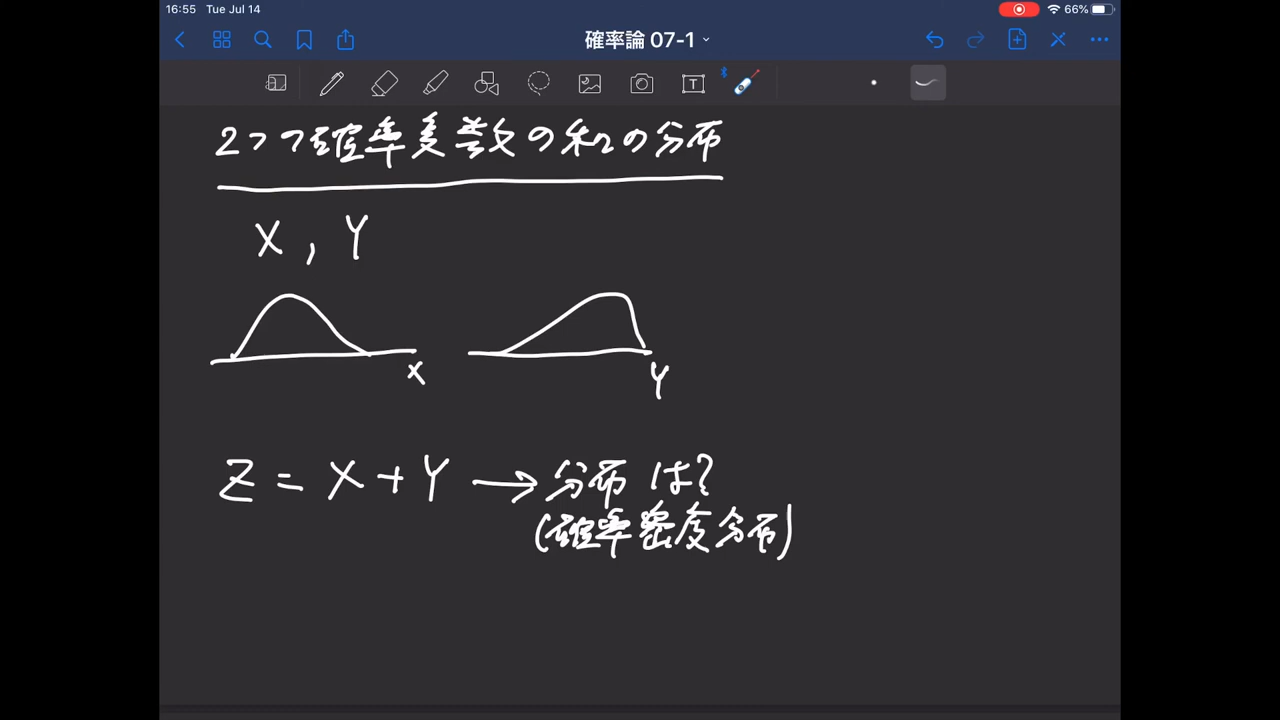 16:55 Tue Jul 14 66%
確率論 07-1
T
2つの確率変数の和の分布
X, Y
X Y
Z = X + Y → 分布は?
(確率密度分布)